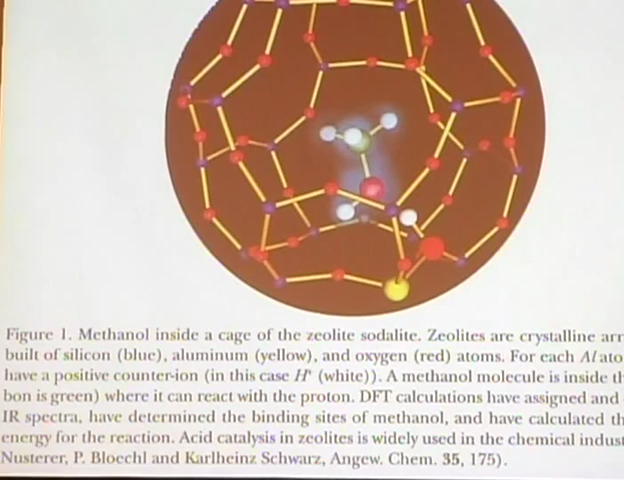 Figure 1. Methanol inside a cage of the zeolite sodalite. Zeolites are crystalline arr
built of silicon (blue), aluminum (yellow), and oxygen (red) atoms. For each Al ato
have a positive counter-ion (in this case H⁺ (white)). A methanol molecule is inside th
bon is green) where it can react with the proton. DFT calculations have assigned and
IR spectra, have determined the binding sites of methanol, and have calculated th
energy for the reaction. Acid catalysis in zeolites is widely used in the chemical indust
Nusterer, P. Bloechl and Karlheinz Schwarz, Angew. Chem. 35, 175).